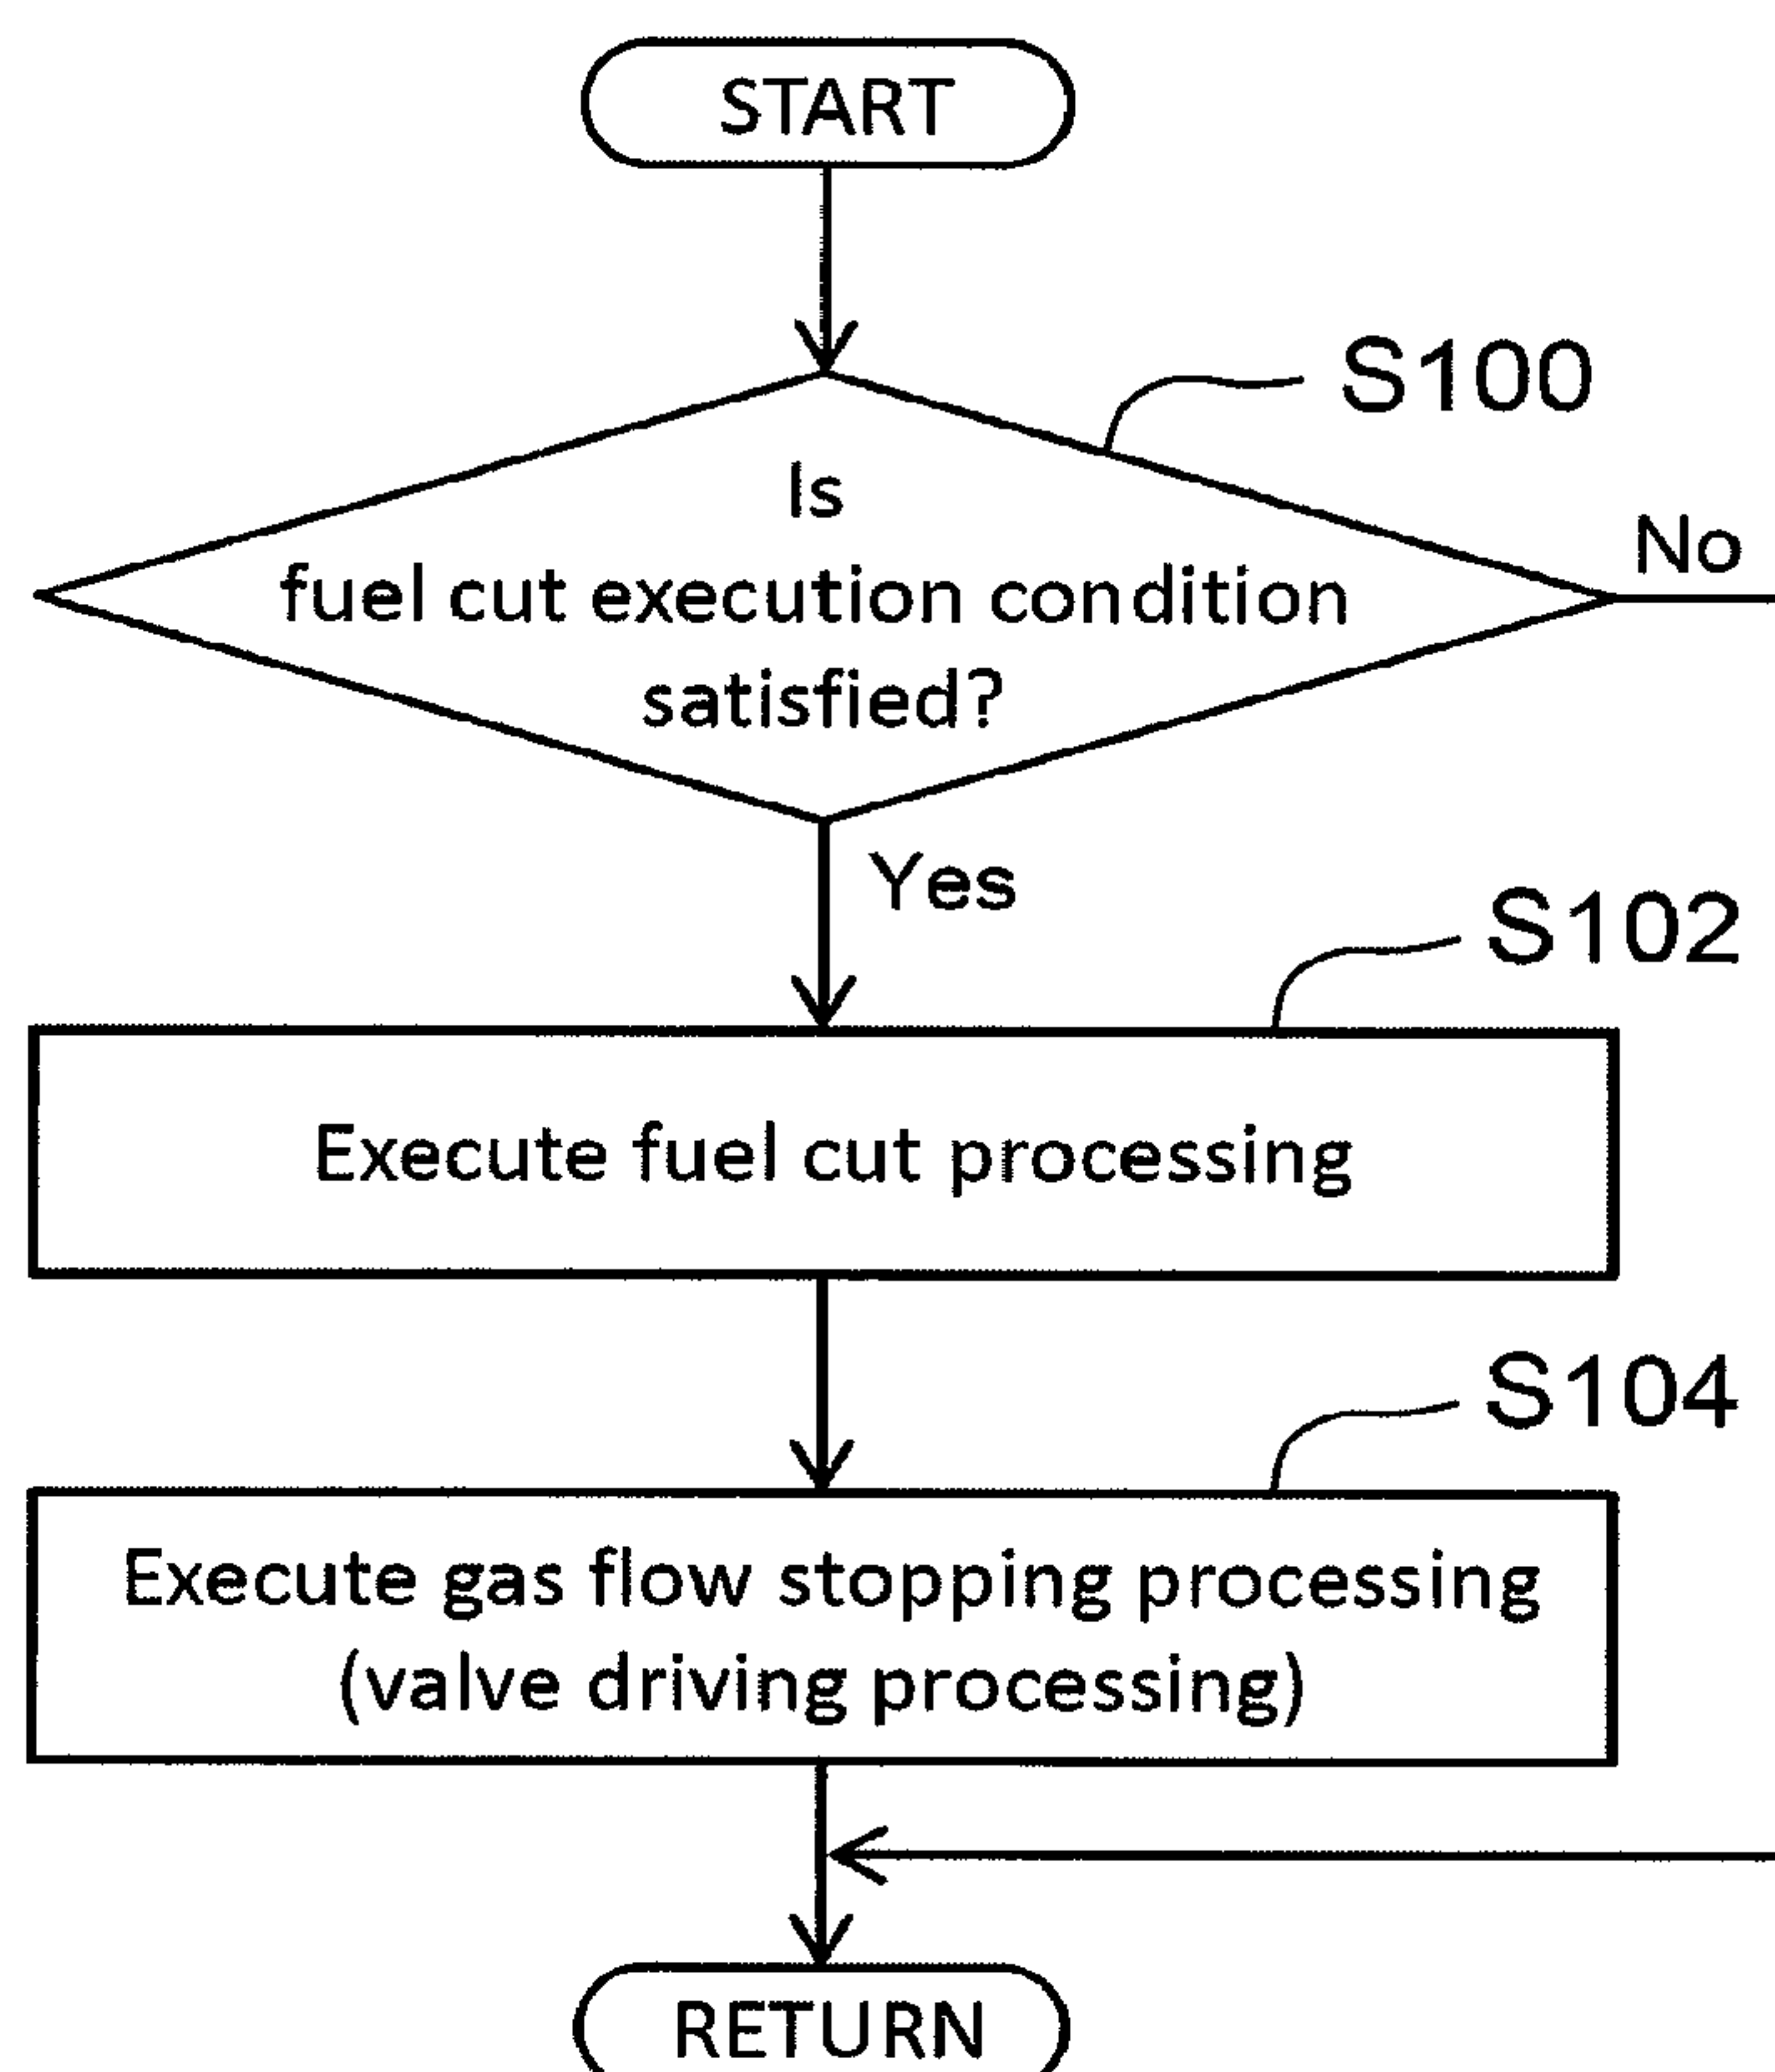 START
S100
Is
fuel cut execution condition
satisfied?
No
Yes
S102
Execute fuel cut processing
S104
Execute gas flow stopping processing
(valve driving processing)
RETURN